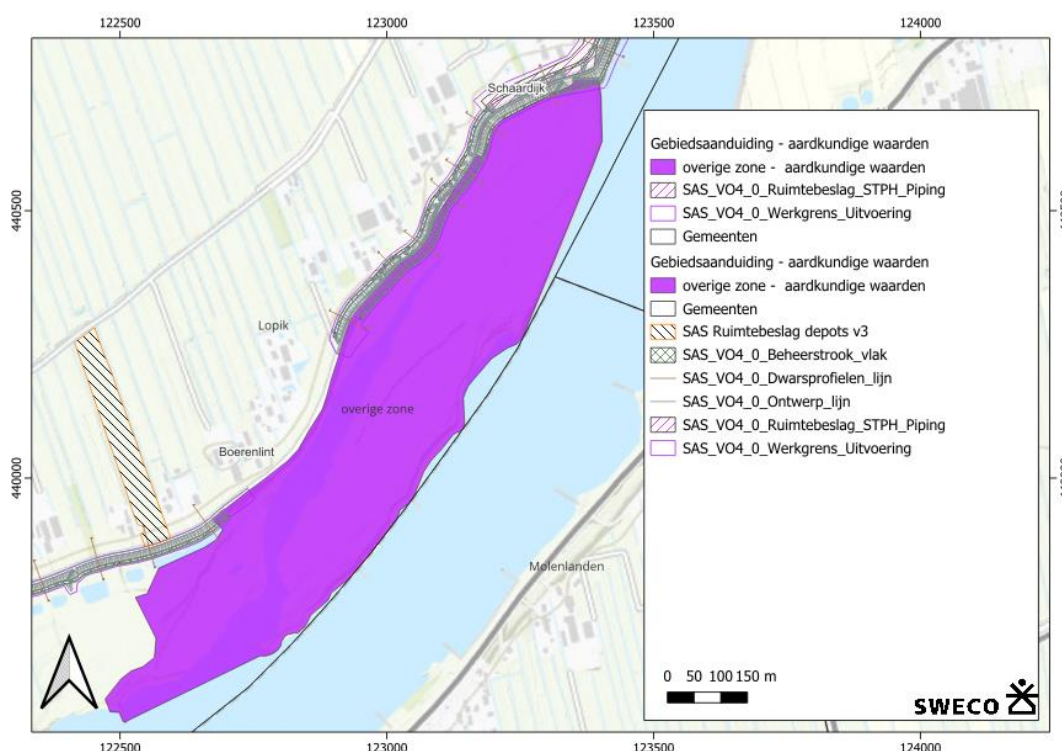 122500 123000 123500 124000
Schaardijk
Gebiedsaanduiding - aardkundige waarden
overige zone - aardkundige waarden
SAS_VO4_0_Ruimtebeslag_STPH_Piping
440500
SAS_VO4_0_Werkgrens_Uitvoering
Gemeenten
Gebiedsaanduiding - aardkundige waarden
overige zone - aardkundige waarden
Gemeenten
Lopik
SAS Ruimtebeslag depots v3
SAS_VO4_0_Beheerstrook_vlak
SAS_VO4_0_Dwarsprofielen_lijn
SAS_VO4_0_Ontwerp_lijn
overige zone
SAS_VO4_0_Ruimtebeslag_STPH_Piping
SAS_VO4_0_Werkgrens_Uitvoering
Boerenlint
440000
Molenlanden
0 50 100 150 m
SWECO
122500 123000 123500 124000